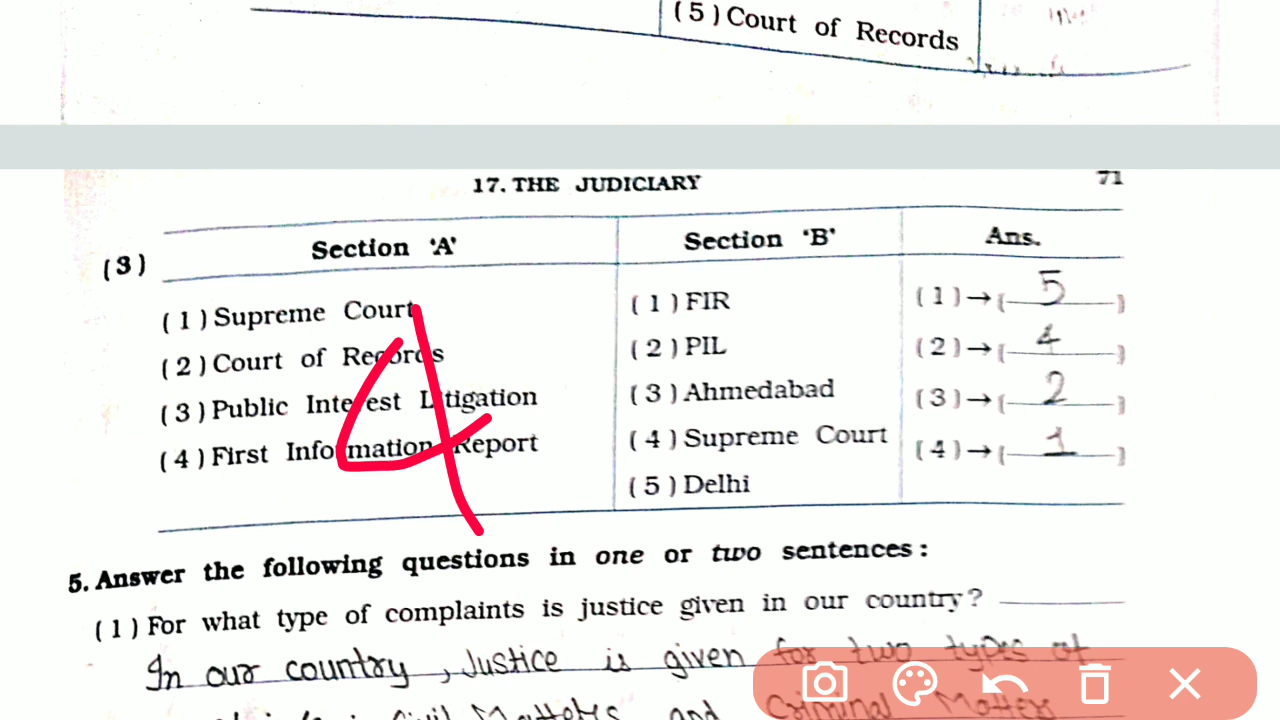 ( 5 ) Court of Records
17. THE JUDICIARY 71
( 3 ) Section 'A' Section 'B' Ans.
( 1 ) Supreme Court ( 1 ) FIR ( 1 ) → ( 5 )
( 2 ) Court of Records ( 2 ) PIL ( 2 ) → ( 4 )
( 3 ) Public Interest Litigation ( 3 ) Ahmedabad ( 3 ) → ( 2 )
( 4 ) First Information Report ( 4 ) Supreme Court ( 4 ) → ( 1 )
( 5 ) Delhi
4
5. Answer the following questions in one or two sentences :
( 1 ) For what type of complaints is justice given in our country ?
In our country, Justice is given for two types of
Civil Matters and Criminal Matters